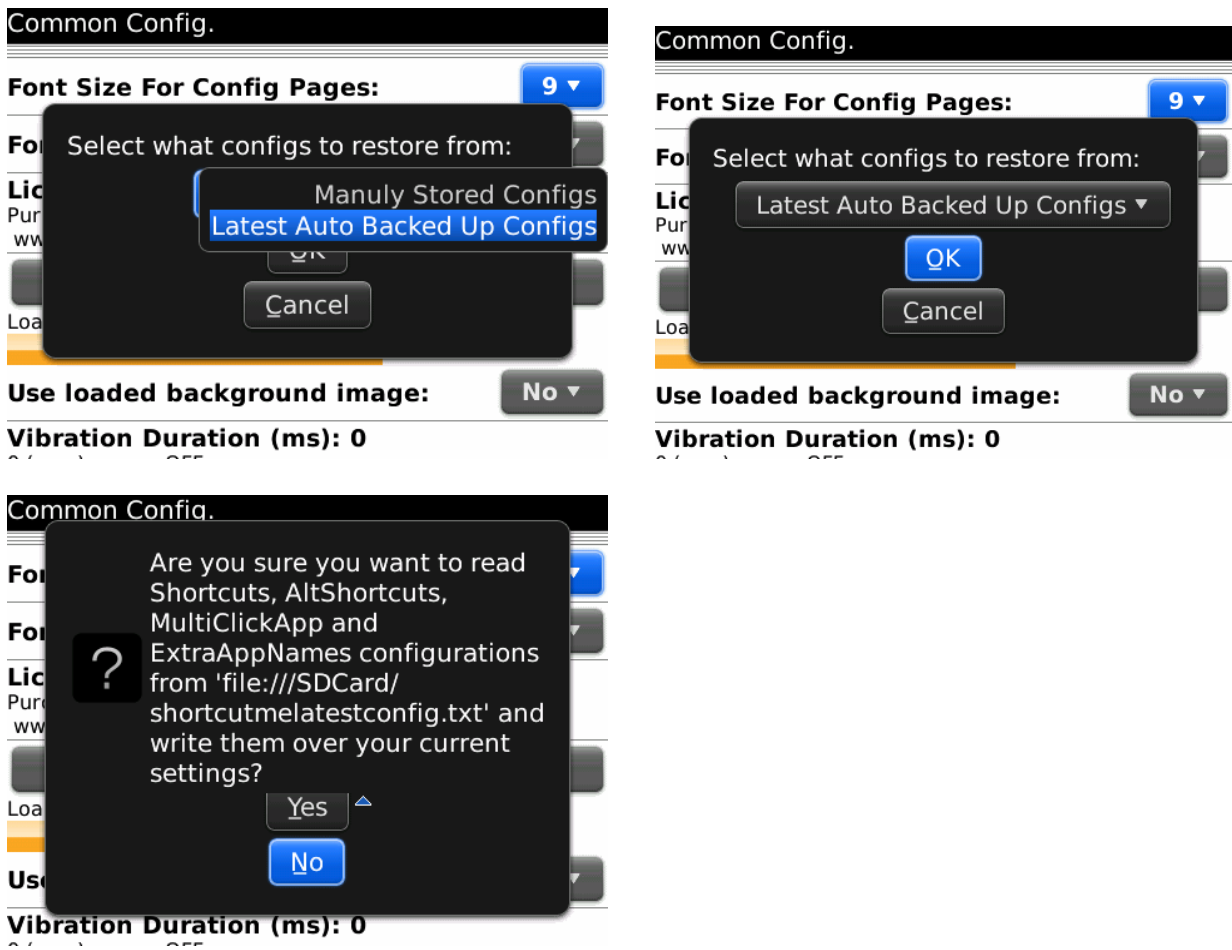 Common Config.
Font Size For Config Pages:
9
Select what configs to restore from:
Manuly Stored Configs
Latest Auto Backed Up Configs
OK
Cancel
Use loaded background image:
No
Vibration Duration (ms): 0
Common Config.
Font Size For Config Pages:
9
Select what configs to restore from:
Latest Auto Backed Up Configs
OK
Cancel
Use loaded background image:
No
Vibration Duration (ms): 0
Common Config.
Are you sure you want to read
Shortcuts, AltShortcuts,
MultiClickApp and
ExtraAppNames configurations
from 'file:///SDCard/
shortcutmelatestconfig.txt' and
write them over your current
settings?
Yes
No
Vibration Duration (ms): 0